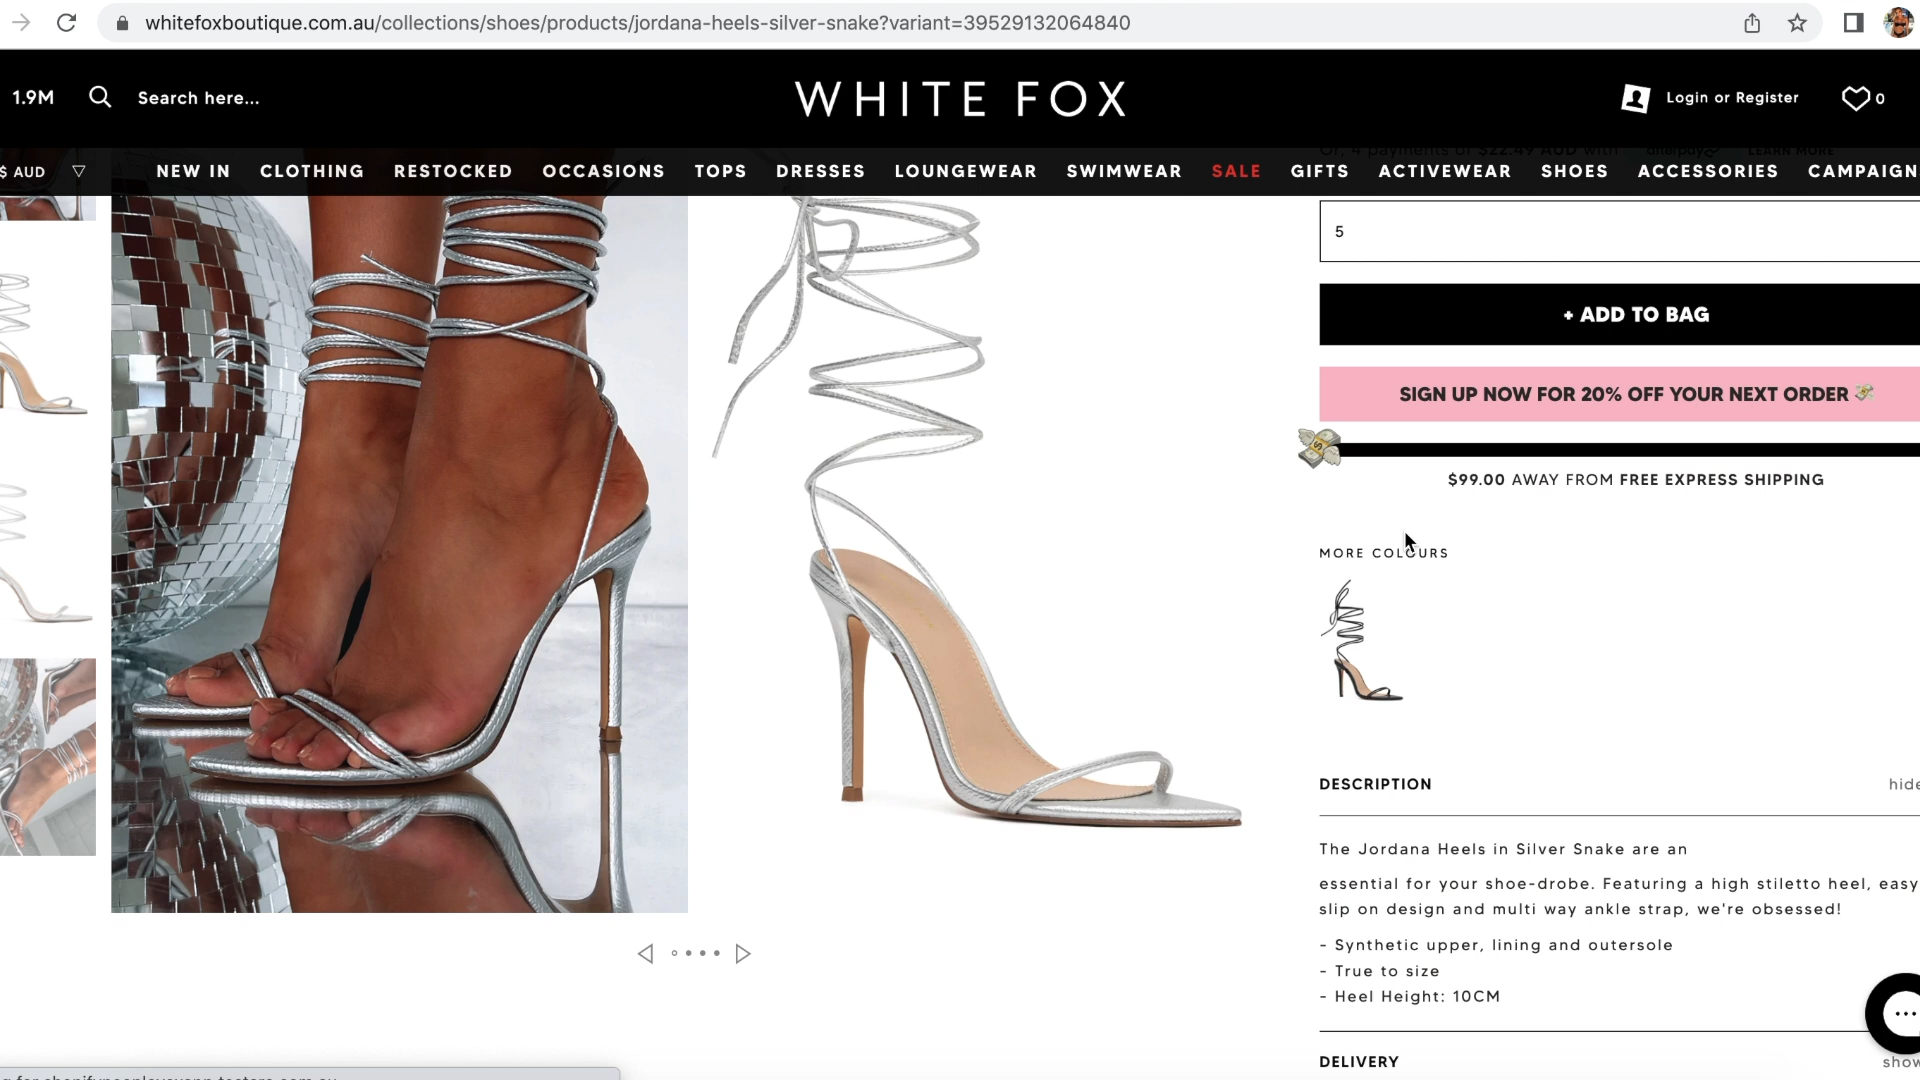 whitefoxboutique.com.au/collections/shoes/products/jordana-heels-silver-snake?variant=39529132064840
1.9M
Search here...
WHITE FOX
Login or Register
0
$ AUD
NEW IN
CLOTHING
RESTOCKED
OCCASIONS
TOPS
DRESSES
LOUNGEWEAR
SWIMWEAR
SALE
GIFTS
ACTIVEWEAR
SHOES
ACCESSORIES
CAMPAIGN
5
+ ADD TO BAG
SIGN UP NOW FOR 20% OFF YOUR NEXT ORDER
$99.00 AWAY FROM FREE EXPRESS SHIPPING
MORE COLOURS
DESCRIPTION
hide
The Jordana Heels in Silver Snake are an
essential for your shoe-drobe. Featuring a high stiletto heel, easy
slip on design and multi way ankle strap, we're obsessed!
- Synthetic upper, lining and outersole
- True to size
- Heel Height: 10CM
DELIVERY
show